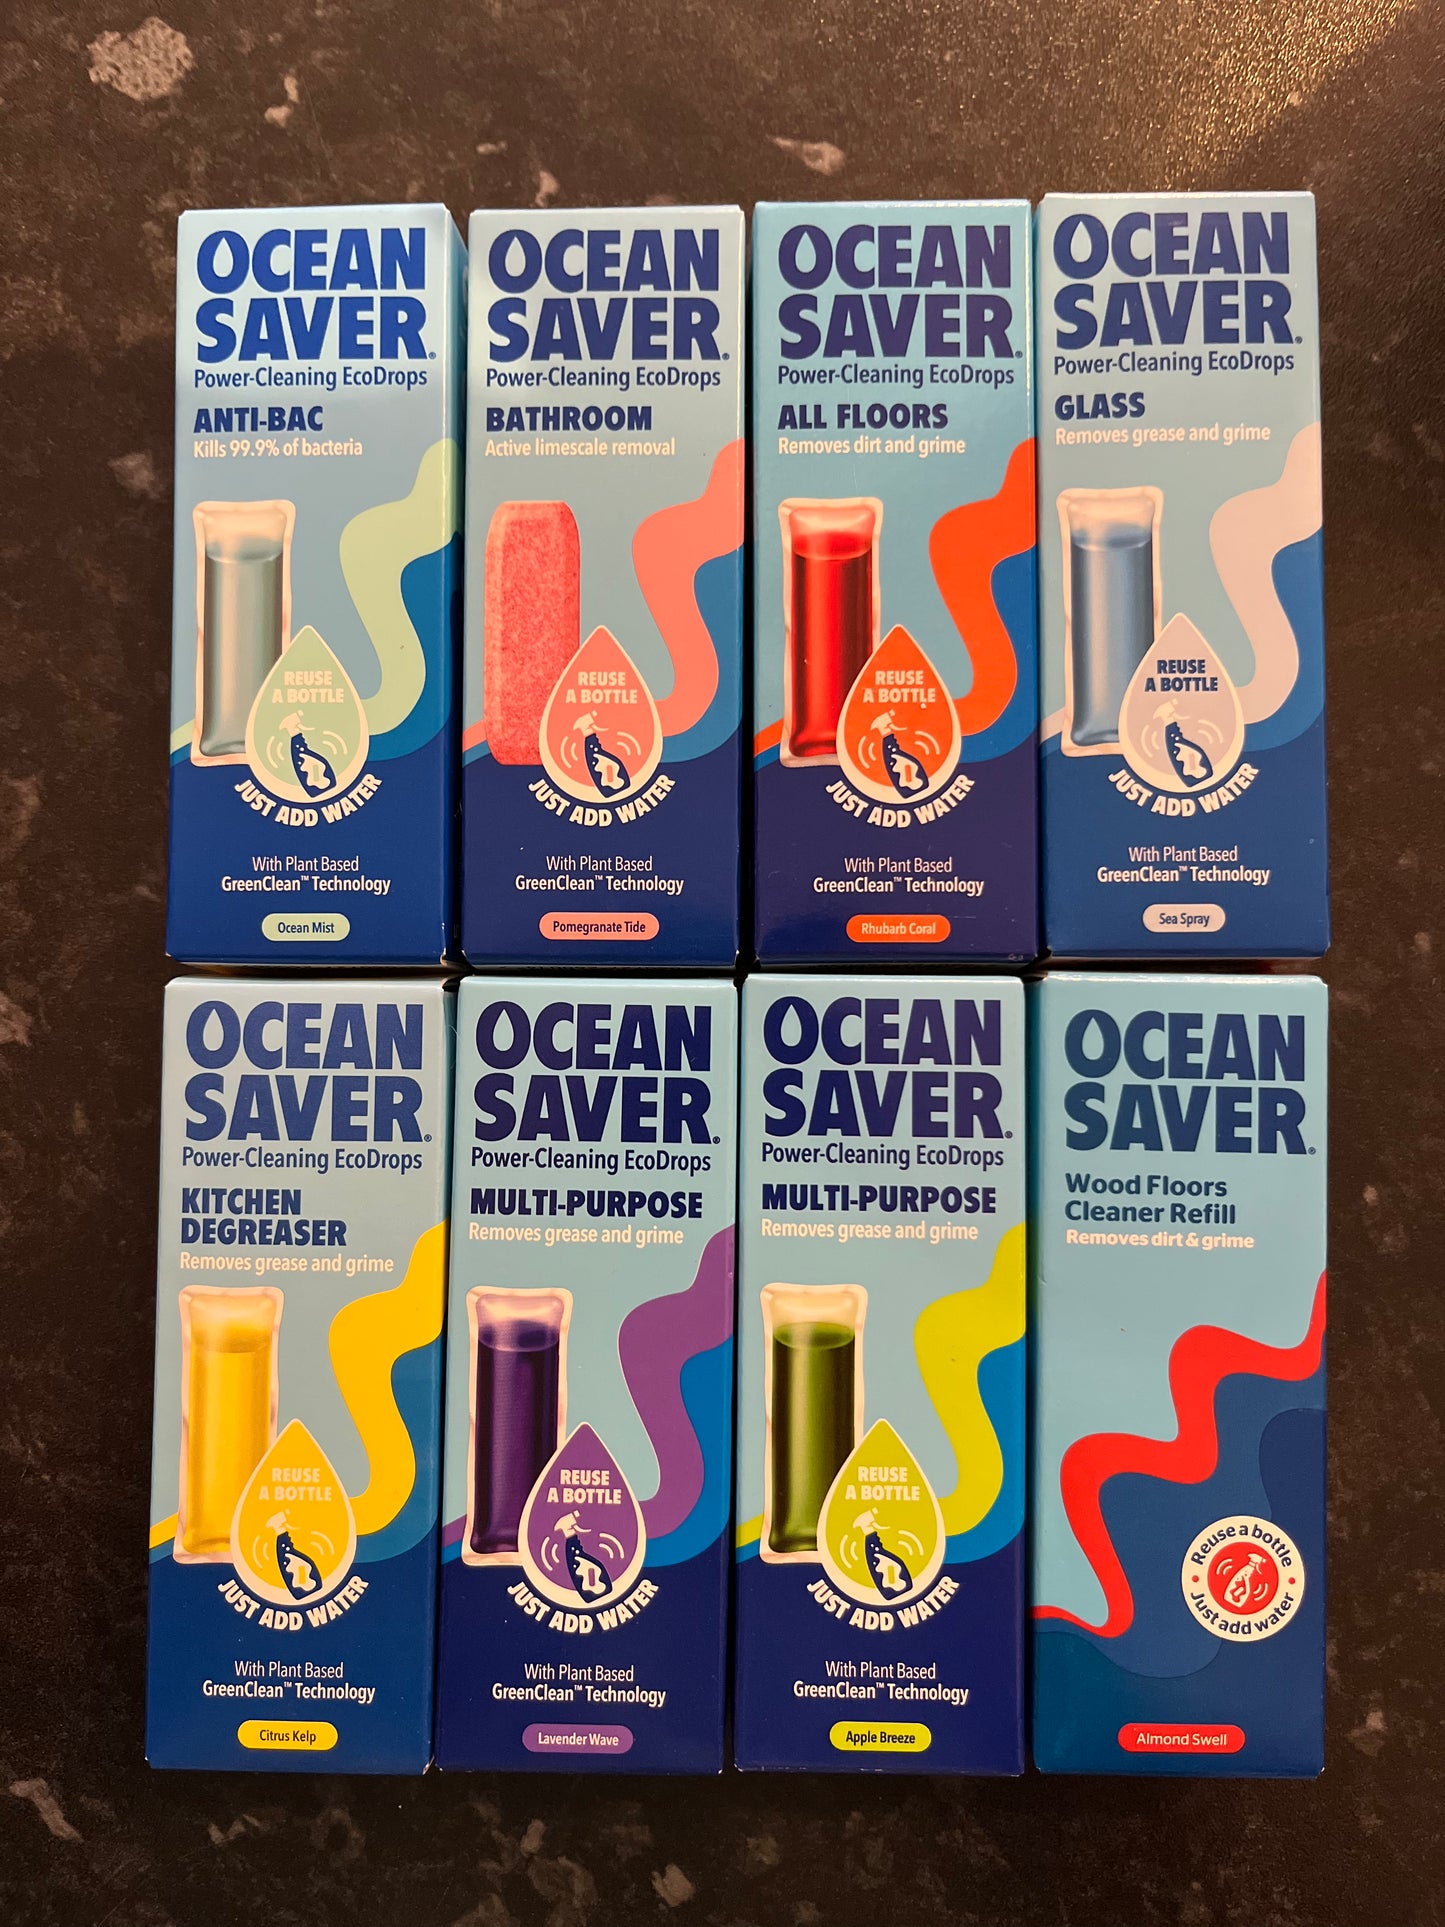 OCEAN
SAVER®
Power-Cleaning EcoDrops
ANTI-BAC
Kills 99.9% of bacteria
REUSE
A BOTTLE
JUST ADD WATER
With Plant Based
GreenClean™ Technology
Ocean Mist
OCEAN
SAVER®
Power-Cleaning EcoDrops
BATHROOM
Active limescale removal
REUSE
A BOTTLE
JUST ADD WATER
With Plant Based
GreenClean™ Technology
Pomegranate Tide
OCEAN
SAVER®
Power-Cleaning EcoDrops
ALL FLOORS
Removes dirt and grime
REUSE
A BOTTLE
JUST ADD WATER
With Plant Based
GreenClean™ Technology
Rhubarb Coral
OCEAN
SAVER®
Power-Cleaning EcoDrops
GLASS
Removes grease and grime
REUSE
A BOTTLE
JUST ADD WATER
With Plant Based
GreenClean™ Technology
Sea Spray
OCEAN
SAVER®
Power-Cleaning EcoDrops
KITCHEN
DEGREASER
Removes grease and grime
REUSE
A BOTTLE
JUST ADD WATER
With Plant Based
GreenClean™ Technology
Citrus Kelp
OCEAN
SAVER®
Power-Cleaning EcoDrops
MULTI-PURPOSE
Removes grease and grime
REUSE
A BOTTLE
JUST ADD WATER
With Plant Based
GreenClean™ Technology
Lavender Wave
OCEAN
SAVER®
Power-Cleaning EcoDrops
MULTI-PURPOSE
Removes grease and grime
REUSE
A BOTTLE
JUST ADD WATER
With Plant Based
GreenClean™ Technology
Apple Breeze
OCEAN
SAVER®
Wood Floors
Cleaner Refill
Removes dirt & grime
Reuse a bottle
Just add water
Almond Swell